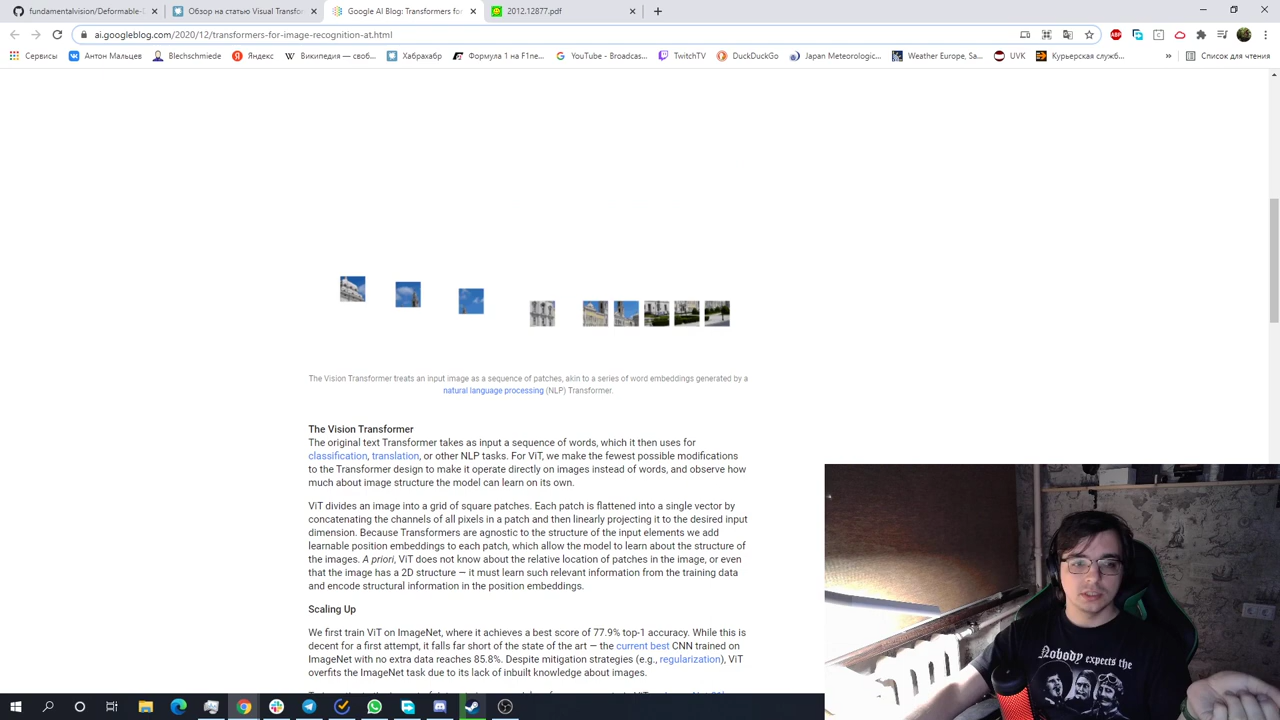 fundamentalvision/Deformable-D
Обзор на статью Visual Transfor
Google AI Blog: Transformers for
2012.12877.pdf
ai.googleblog.com/2020/12/transformers-for-image-recognition-at.html
Сервисы
Антон Мальцев
Blechschmiede
Яндекс
Википедия — своб...
Хабрахабр
Формула 1 на F1ne...
YouTube - Broadcas...
TwitchTV
DuckDuckGo
Japan Meteorologic...
Weather Europe, Sa...
UVK
Курьерская служб...
Список для чтения
The Vision Transformer treats an input image as a sequence of patches, akin to a series of word embeddings generated by a
natural language processing (NLP) Transformer.
The Vision Transformer
The original text Transformer takes as input a sequence of words, which it then uses for
classification, translation, or other NLP tasks. For ViT, we make the fewest possible modifications
to the Transformer design to make it operate directly on images instead of words, and observe how
much about image structure the model can learn on its own.
ViT divides an image into a grid of square patches. Each patch is flattened into a single vector by
concatenating the channels of all pixels in a patch and then linearly projecting it to the desired input
dimension. Because Transformers are agnostic to the structure of the input elements we add
learnable position embeddings to each patch, which allow the model to learn about the structure of
the images. A priori, ViT does not know about the relative location of patches in the image, or even
that the image has a 2D structure — it must learn such relevant information from the training data
and encode structural information in the position embeddings.
Scaling Up
We first train ViT on ImageNet, where it achieves a best score of 77.9% top-1 accuracy. While this is
decent for a first attempt, it falls far short of the state of the art — the current best CNN trained on
ImageNet with no extra data reaches 85.8%. Despite mitigation strategies (e.g., regularization), ViT
overfits the ImageNet task due to its lack of inbuilt knowledge about images.
Nobody expects the